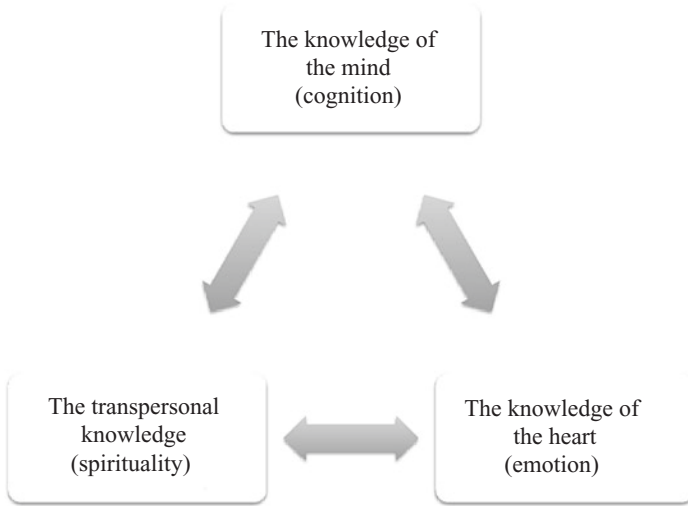 The knowledge of
the mind
(cognition)
The transpersonal
knowledge
(spirituality)
The knowledge of
the heart
(emotion)